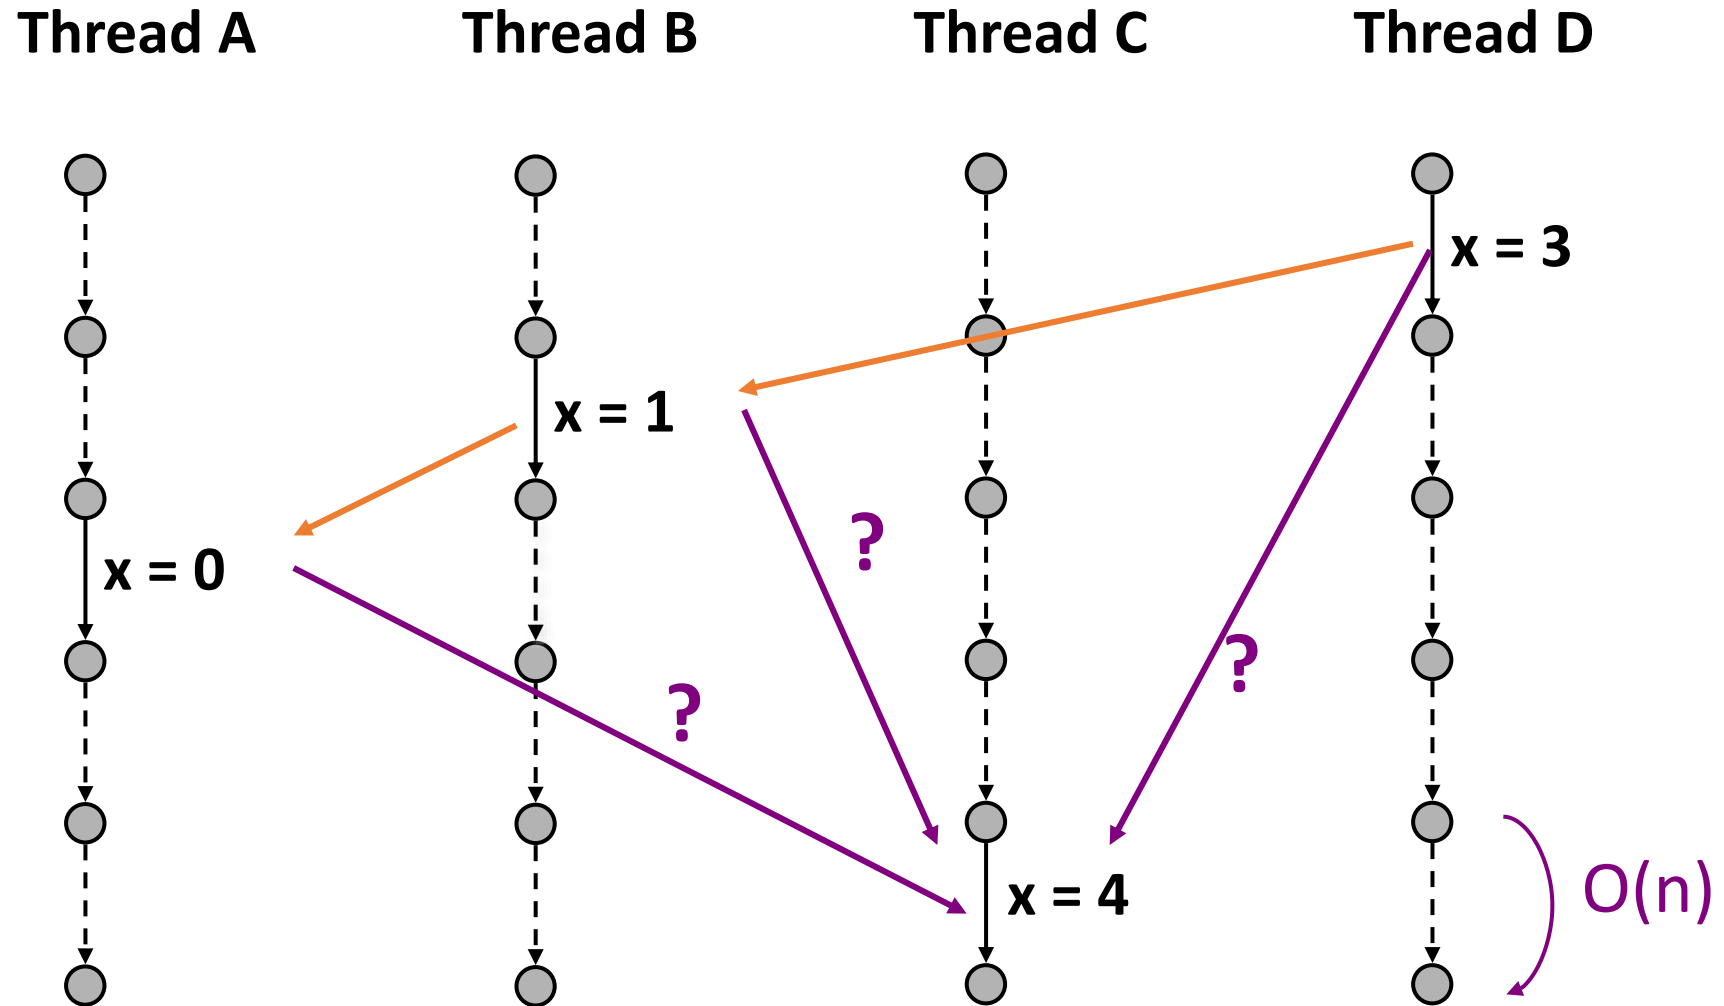 Thread A Thread B Thread C Thread D
x = 3
x = 1
?
x = 0
?
?
x = 4
O(n)